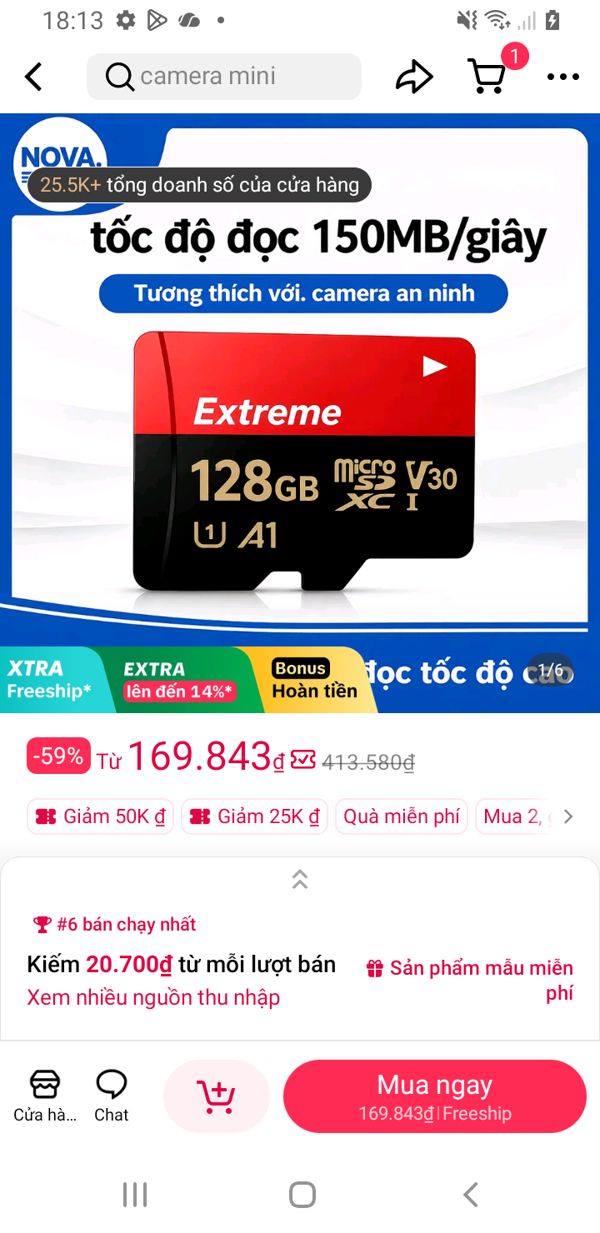 18:13
camera mini
1
NOVA.
25.5K+ tổng doanh số của cửa hàng
tốc độ đọc 150MB/giây
Tương thích với. camera an ninh
Extreme
128GB micro SD XC I V30
U1 A1
XTRA
Freeship*
EXTRA
lên đến 14%*
Bonus
Hoàn tiền
đọc tốc độ cao
1/6
-59% Từ 169.843₫ 413.580₫
Giảm 50K ₫ Giảm 25K ₫ Quà miễn phí Mua 2,
#6 bán chạy nhất
Kiếm 20.700₫ từ mỗi lượt bán
Xem nhiều nguồn thu nhập
Sản phẩm mẫu miễn
phí
Cửa hà...
Chat
Mua ngay
169.843₫|Freeship